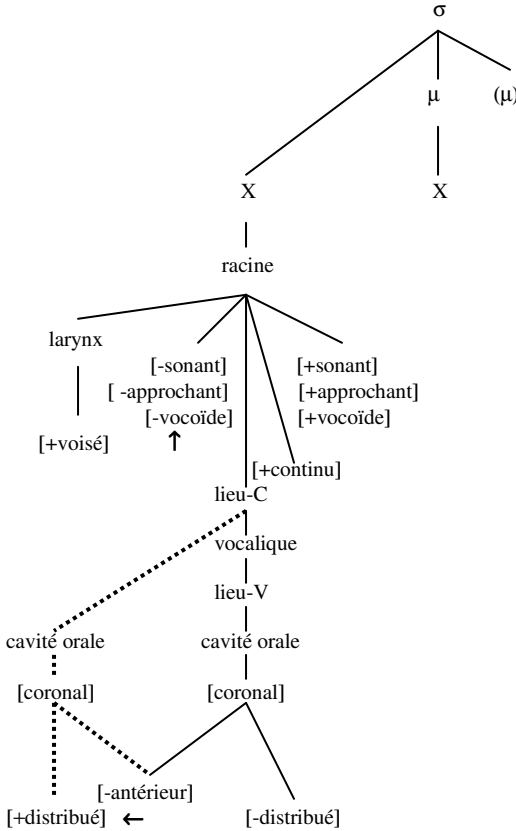 σ
μ (μ)
X X
racine
larynx
[-sonant] [+sonant]
[ -approchant] [+approchant]
[-vocoïde] [+vocoïde]
[+voisé] ↑
[+continu]
lieu-C
vocalique
lieu-V
cavité orale cavité orale
[coronal] [coronal]
[-antérieur]
[+distribué] ← [-distribué]